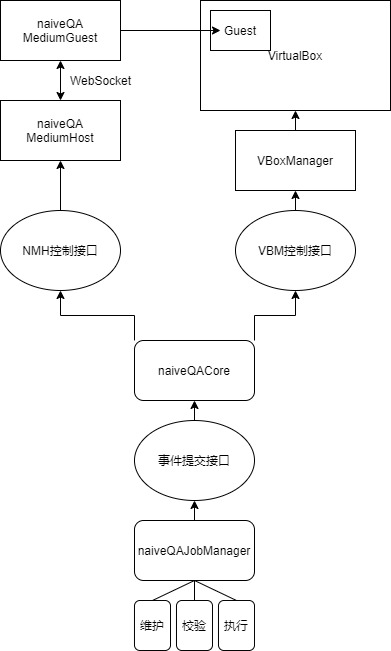 naiveQA
MediumGuest
Guest
VirtualBox
WebSocket
naiveQA
MediumHost
VBoxManager
NMH控制接口
VBM控制接口
naiveQACore
事件提交接口
naiveQAJobManager
维护
校验
执行